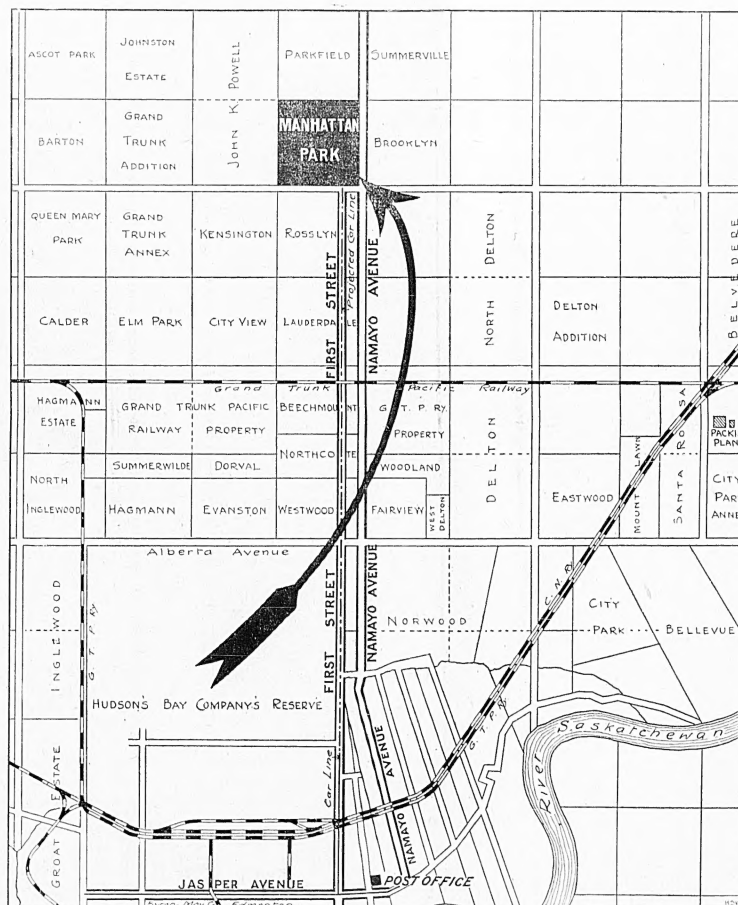 ASCOT PARK
JOHNSTON
ESTATE
JOHN K. POWELL
PARKFIELD
SUMMERVILLE
BARTON
GRAND
TRUNK
ADDITION
MANHATTAN
PARK
BROOKLYN
QUEEN MARY
PARK
GRAND
TRUNK
ANNEX
KENSINGTON
ROSSLYN
Projected Car Line
FIRST STREET
NAMAYO AVENUE
NORTH DELTON
BELVEDERE
CALDER
ELM PARK
CITY VIEW
LAUDERDALE
DELTON
ADDITION
Grand Trunk Pacific Railway
HAGMANN
ESTATE
GRAND TRUNK PACIFIC
RAILWAY PROPERTY
BEECHMOUNT
G. T. P. RY.
PROPERTY
DELTON
SANTA ROSA
PACKI
PLAN
NORTH
INGLEWOOD
SUMMERWILDE
DORVAL
NORTHCOTE
WOODLAND
MOUNT LAWN
HAGMANN
EVANSTON
WESTWOOD
FAIRVIEW
WEST
DELTON
EASTWOOD
CITY
PAR
ANNE
Alberta Avenue
INGLEWOOD
G. T. P. Ry
FIRST STREET
NAMAYO AVENUE
NORWOOD
C. N. Ry.
CITY
PARK
BELLEVUE
HUDSON'S BAY COMPANY'S RESERVE
G. T. P. Ry.
Saskatchewan
River
Car Line
NAMAYO AVENUE
GROAT ESTATE
JASPER AVENUE
POST OFFICE